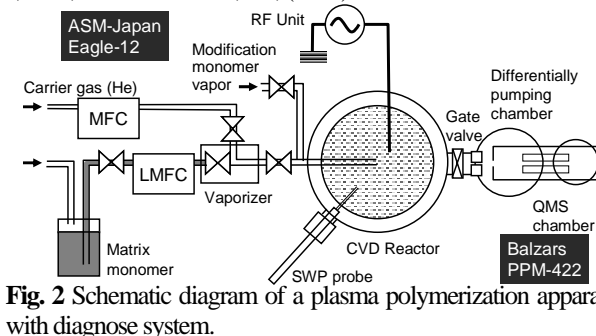 ASM-Japan
Eagle-12
RF Unit
Modification
monomer
vapor
Carrier gas (He)
MFC
LMFC
Vaporizer
Matrix
monomer
SWP probe
CVD Reactor
Gate
valve
Differentially
pumping
chamber
QMS
chamber
Balzars
PPM-422
Fig. 2 Schematic diagram of a plasma polymerization appara
with diagnose system.